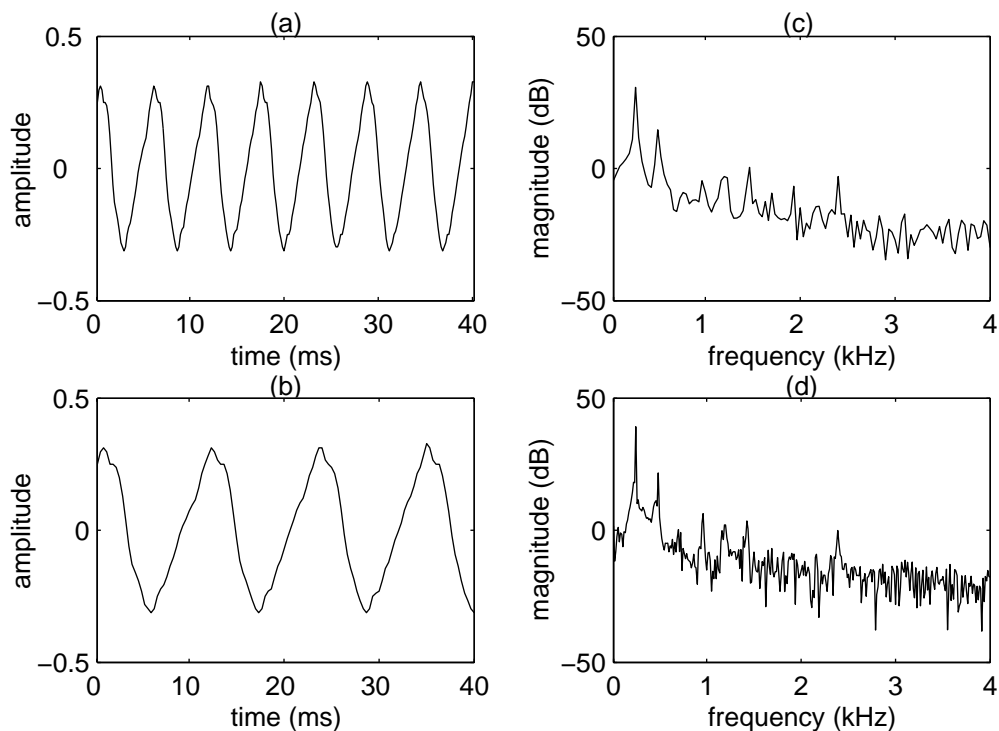 (a)
0.5
0
−0.5
amplitude
0 10 20 30 40
time (ms)
(c)
50
0
−50
magnitude (dB)
0 1 2 3 4
frequency (kHz)
(b)
0.5
0
−0.5
amplitude
0 10 20 30 40
time (ms)
(d)
50
0
−50
magnitude (dB)
0 1 2 3 4
frequency (kHz)